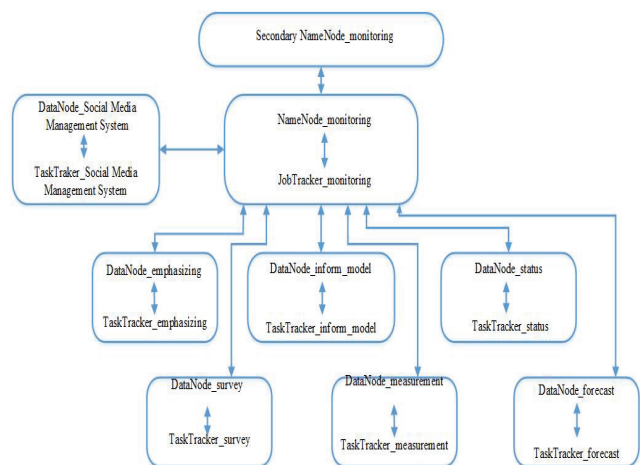 Secondary NameNode_monitoring
DataNode_Social Media
Management System
TaskTraker_Social Media
Management System
NameNode_monitoring
JobTracker_monitoring
DataNode_emphasizing
TaskTracker_emphasizing
DataNode_inform_model
TaskTracker_inform_model
DataNode_status
TaskTracker_status
DataNode_survey
TaskTracker_survey
DataNode_measurement
TaskTracker_measurement
DataNode_forecast
TaskTracker_forecast